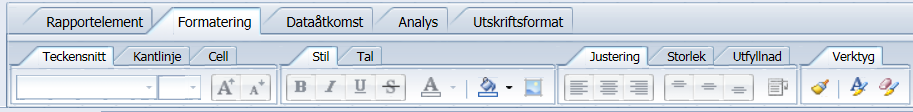 Rapportelement Formatering Dataåtkomst Analys Utskriftsformat
Teckensnitt Kantlinje Cell Stil Tal Justering Storlek Utfyllnad Verktyg
A A B I U S A A